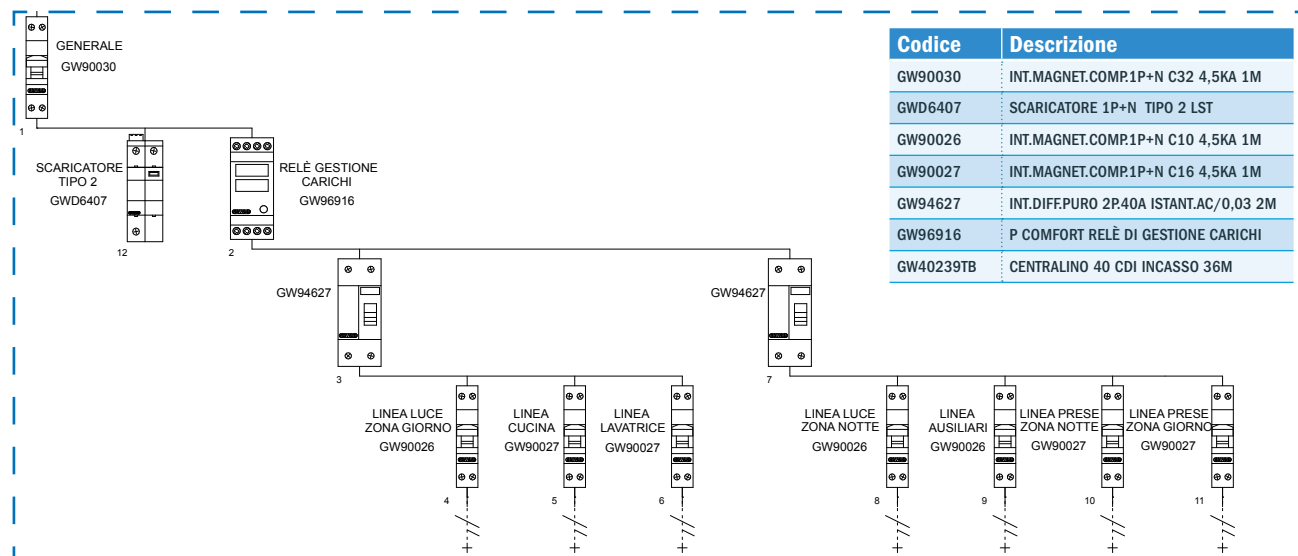 GENERALE
GW90030
1
SCARICATORE
TIPO 2
GWD6407
12
RELÈ GESTIONE
CARICHI
GW96916
2
Codice Descrizione
GW90030 INT.MAGNET.COMP.1P+N C32 4,5KA 1M
GWD6407 SCARICATORE 1P+N TIPO 2 LST
GW90026 INT.MAGNET.COMP.1P+N C10 4,5KA 1M
GW90027 INT.MAGNET.COMP.1P+N C16 4,5KA 1M
GW94627 INT.DIFF.PURO 2P.40A ISTANT.AC/0,03 2M
GW96916 P COMFORT RELÈ DI GESTIONE CARICHI
GW40239TB CENTRALINO 40 CDI INCASSO 36M
GW94627
3
GW94627
7
LINEA LUCE
ZONA GIORNO
GW90026
4
LINEA
CUCINA
GW90027
5
LINEA
LAVATRICE
GW90027
6
LINEA LUCE
ZONA NOTTE
GW90026
8
LINEA
AUSILIARI
GW90026
9
LINEA PRESE
ZONA NOTTE
GW90027
10
LINEA PRESE
ZONA GIORNO
GW90027
11